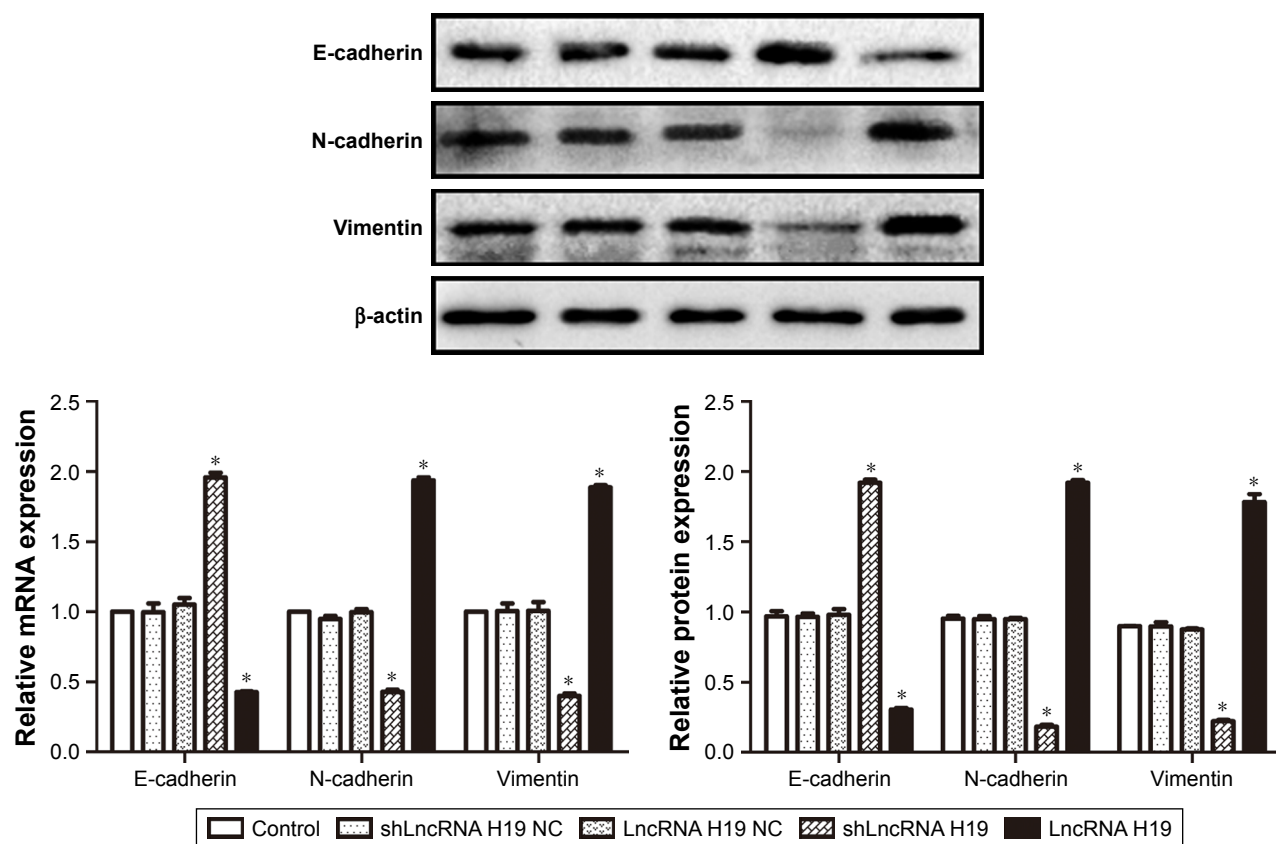 E-cadherin
N-cadherin
Vimentin
β-actin
Relative mRNA expression
2.5
2.0
1.5
1.0
0.5
0.0
* * * * * *
E-cadherin N-cadherin Vimentin
Relative protein expression
2.5
2.0
1.5
1.0
0.5
0.0
* * * * * *
E-cadherin N-cadherin Vimentin
Control shLncRNA H19 NC LncRNA H19 NC shLncRNA H19 LncRNA H19